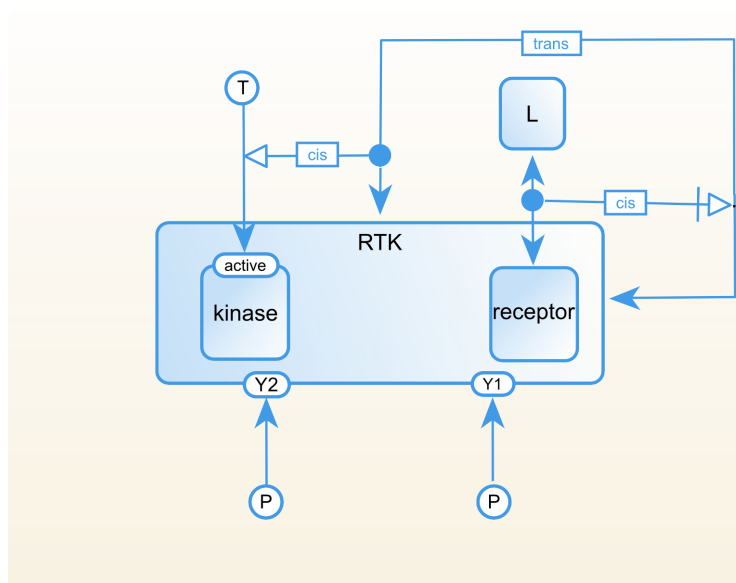 trans
T
L
cis
cis
RTK
active
kinase
receptor
Y2
Y1
P
P